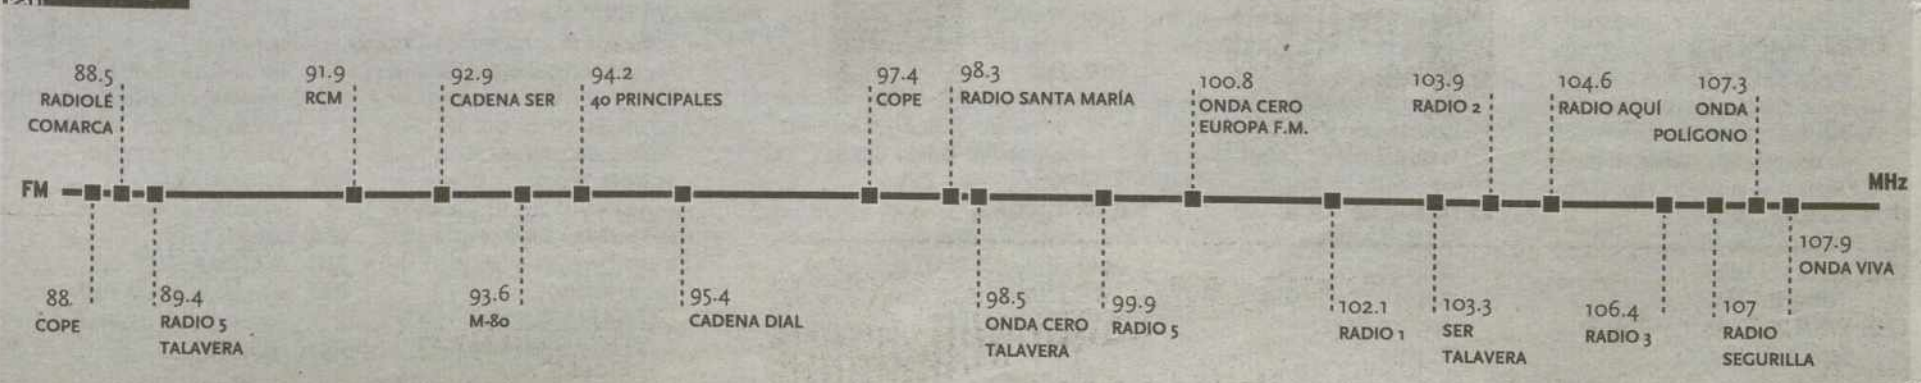 88.5
RADIOLÉ
COMARCA
91.9
RCM
92.9
CADENA SER
94.2
40 PRINCIPALES
97.4
COPE
98.3
RADIO SANTA MARÍA
100.8
ONDA CERO
EUROPA F.M.
103.9
RADIO 2
104.6
RADIO AQUÍ
107.3
ONDA
POLÍGONO
FM
MHz
88.
COPE
89.4
RADIO 5
TALAVERA
93.6
M-80
95.4
CADENA DIAL
98.5
ONDA CERO
TALAVERA
99.9
RADIO 5
102.1
RADIO 1
103.3
SER
TALAVERA
106.4
RADIO 3
107
RADIO
SEGURILLA
107.9
ONDA VIVA